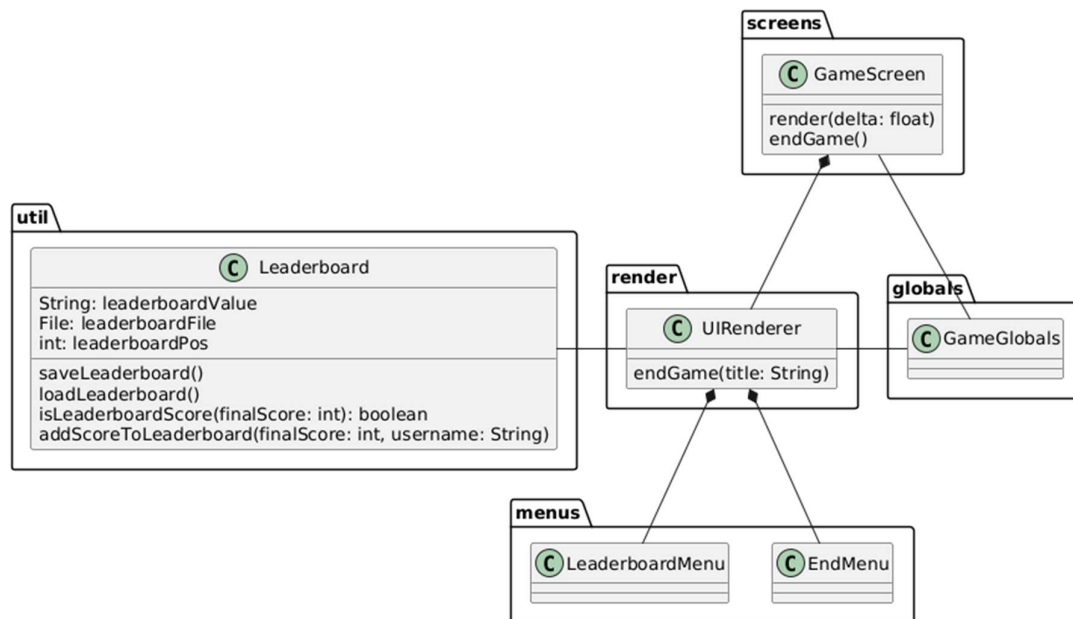 screens
C GameScreen
render(delta: float)
endGame()
util
C Leaderboard
String: leaderboardValue
File: leaderboardFile
int: leaderboardPos
saveLeaderboard()
loadLeaderboard()
isLeaderboardScore(finalScore: int): boolean
addScoreToLeaderboard(finalScore: int, username: String)
render
C UIRenderer
endGame(title: String)
globals
C GameGlobals
menus
C LeaderboardMenu
C EndMenu